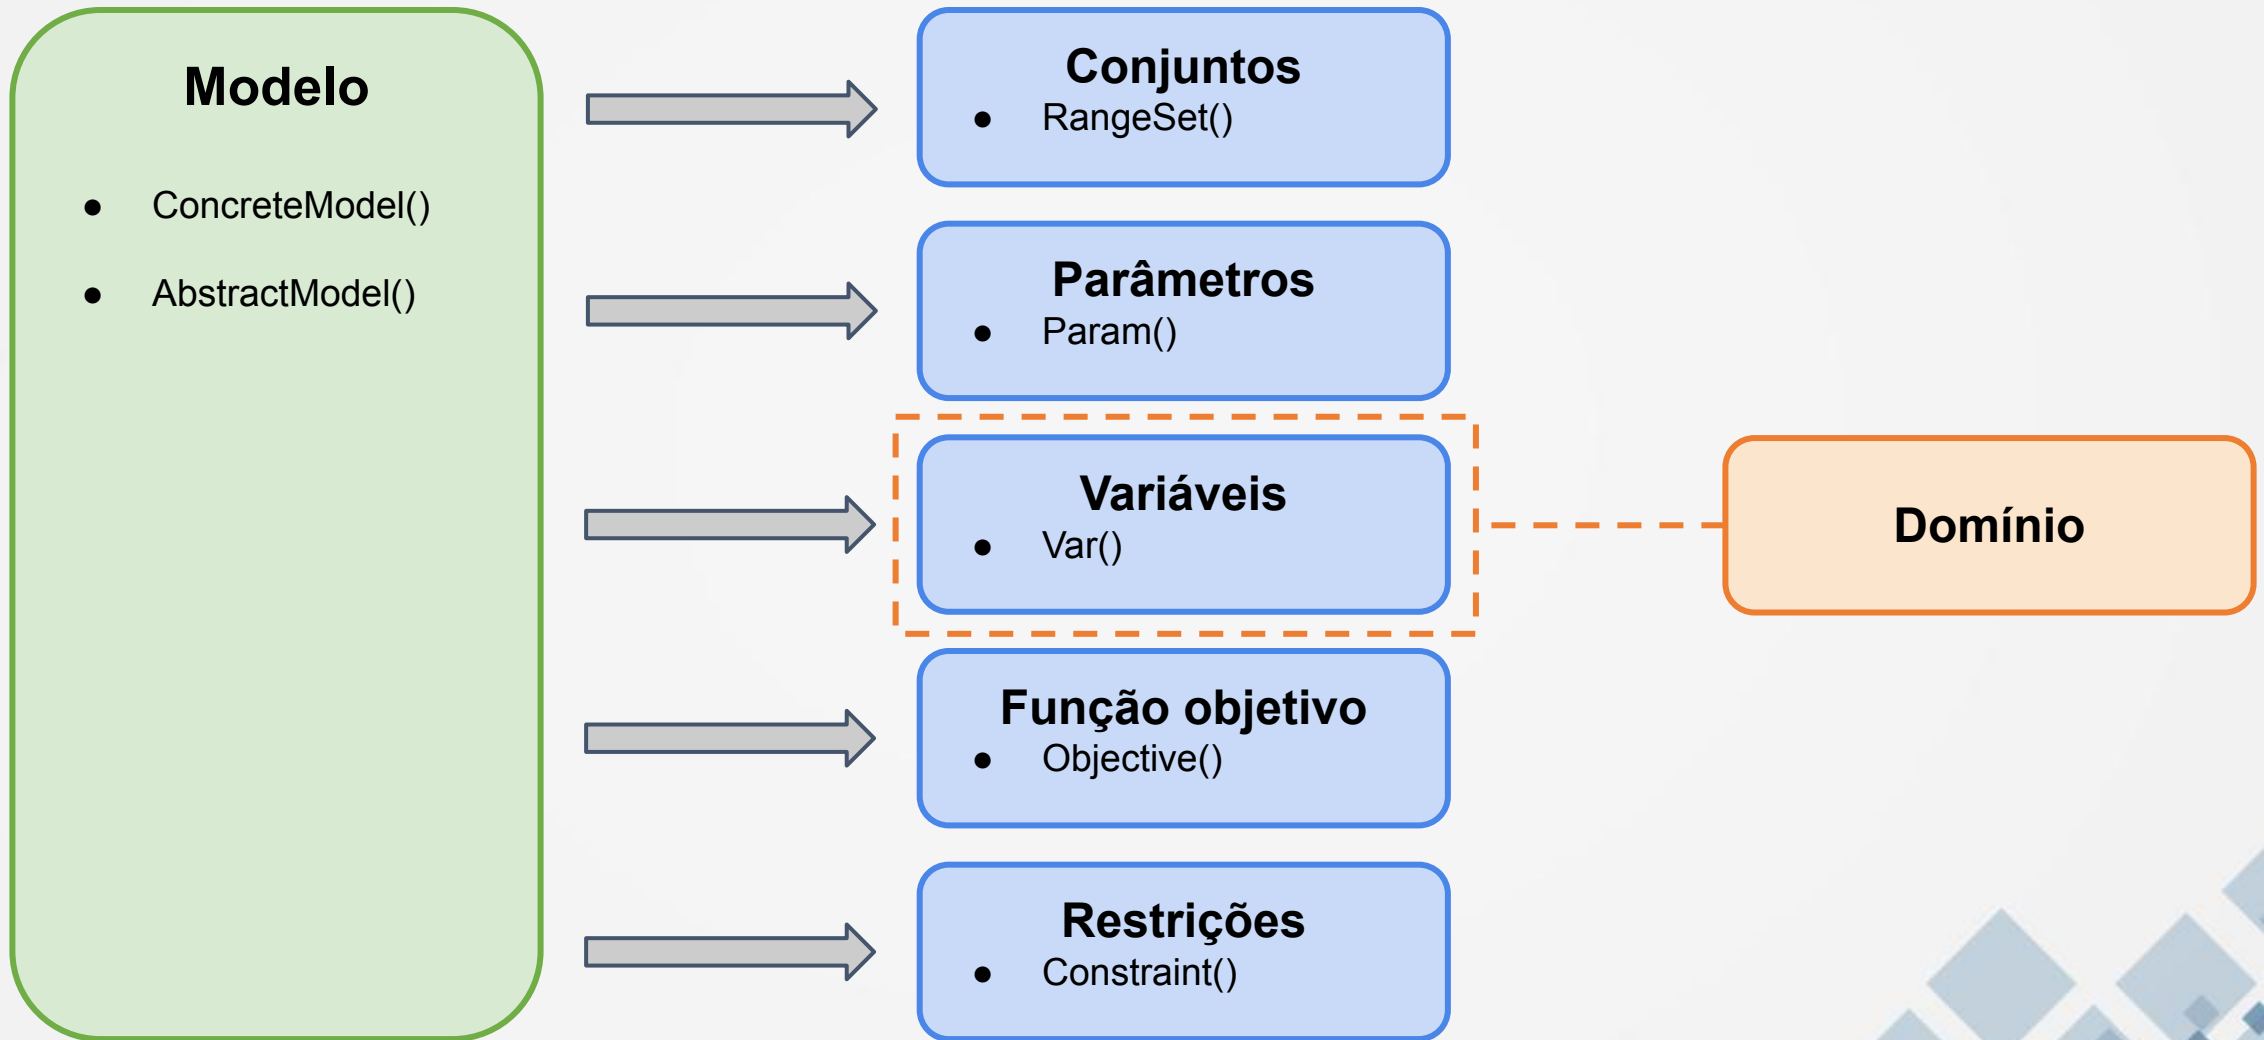 Modelo
● ConcreteModel()
● AbstractModel()
Conjuntos
● RangeSet()
Parâmetros
● Param()
Variáveis
● Var()
Função objetivo
● Objective()
Restrições
● Constraint()
Domínio